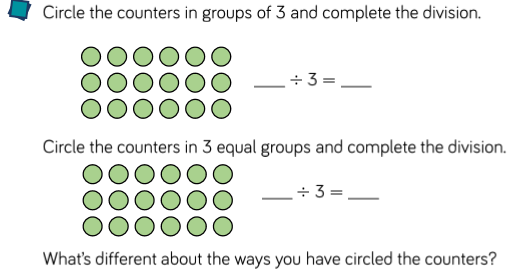 Circle the counters in groups of 3 and complete the division.
___ ÷ 3 = ___
Circle the counters in 3 equal groups and complete the division.
___ ÷ 3 = ___
What's different about the ways you have circled the counters?